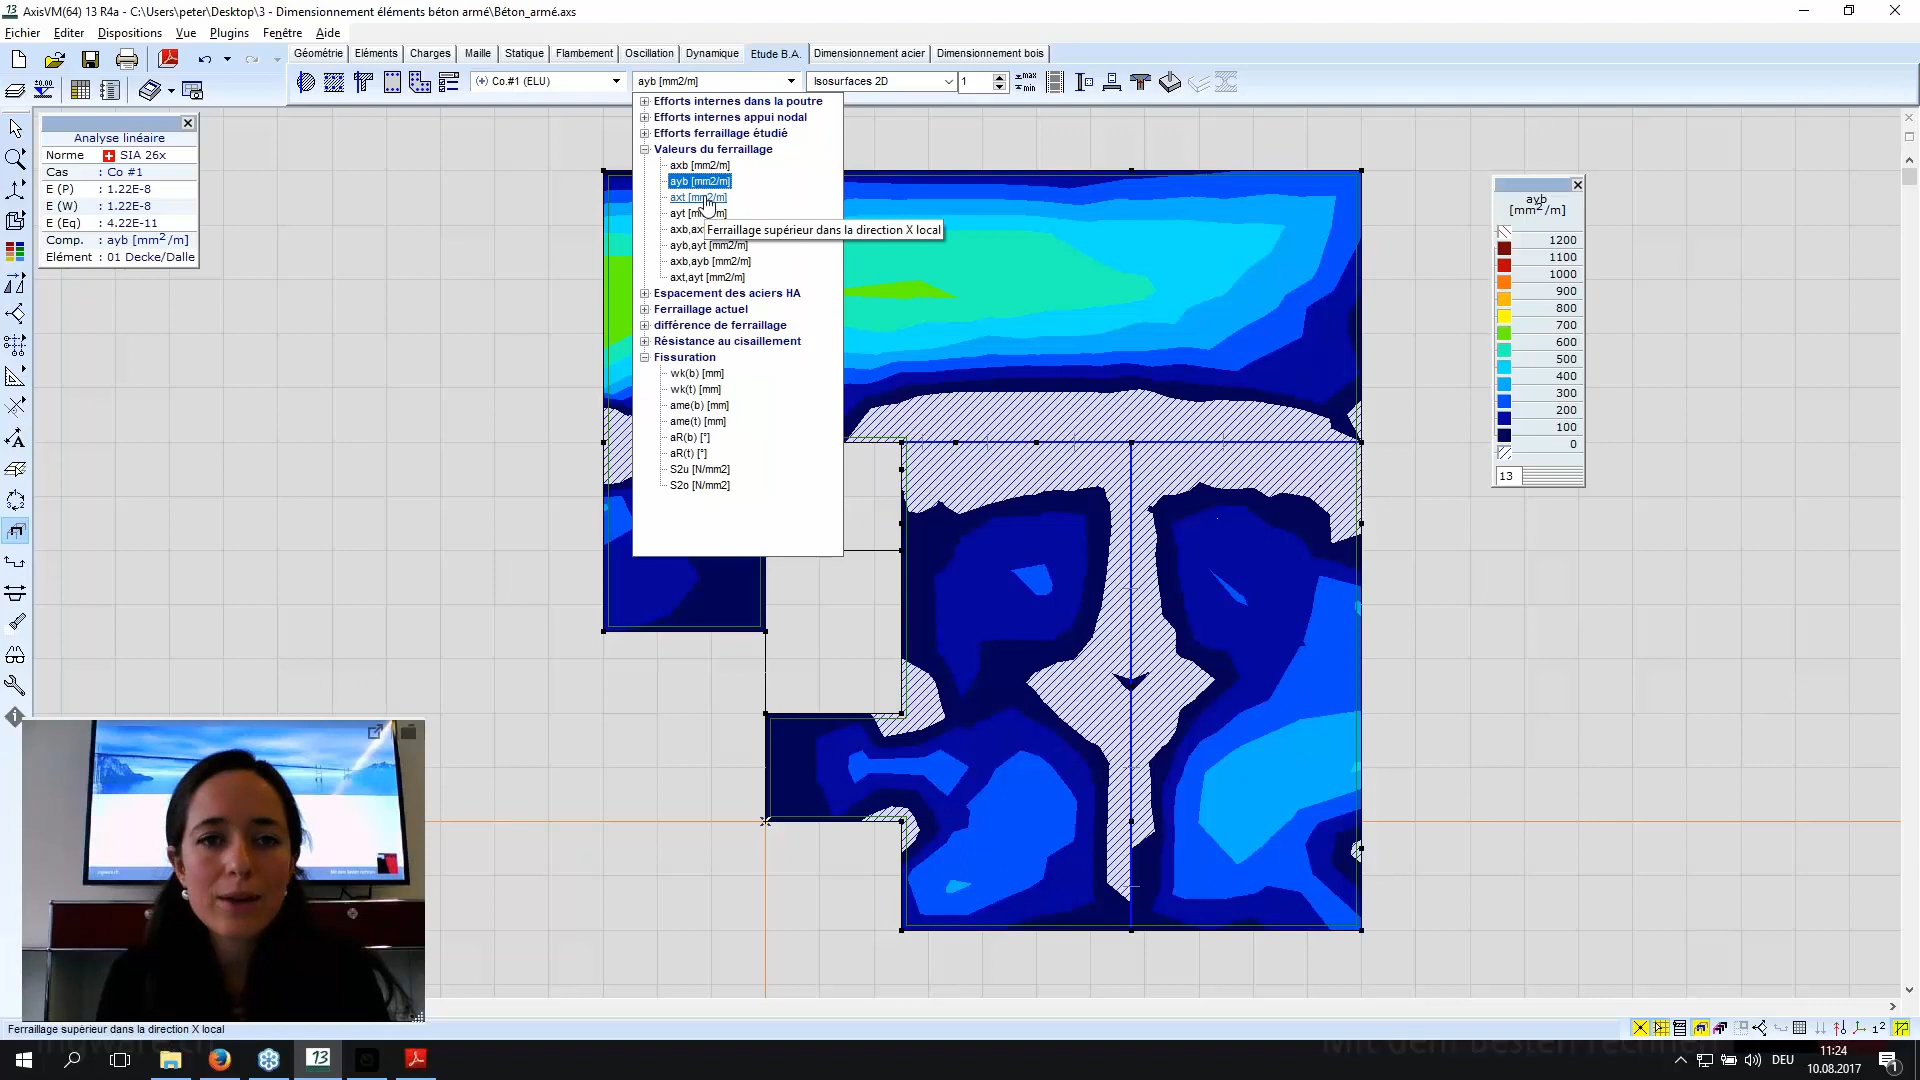 AxisVM(64) 13 R4a - C:\Users\peter\Desktop\3 - Dimensionnement éléments béton armé\Béton_armé.axs
Fichier Editer Dispositions Vue Plugins Fenêtre Aide
Géométrie Eléments Charges Maille Statique Flambement Oscillation Dynamique Etude B.A. Dimensionnement acier Dimensionnement bois
(+) Co.#1 (ELU) ayb [mm2/m] Isosurfaces 2D 1 max min
Analyse linéaire
Norme SIA 26x
Cas : Co #1
E (P) : 1.22E-8
E (W) : 1.22E-8
E (Eq) : 4.22E-11
Comp. : ayb [mm2/m]
Elément : 01 Decke/Dalle
Efforts internes dans la poutre
Efforts internes appui nodal
Efforts ferraillage étudié
Valeurs du ferraillage
axb [mm2/m]
ayb [mm2/m]
axt [mm2/m]
ayt [mm2/m]
axb,ax
Ferraillage supérieur dans la direction X local
ayb,ayt [mm2/m]
axb,ayb [mm2/m]
axt,ayt [mm2/m]
Espacement des aciers HA
Ferraillage actuel
différence de ferraillage
Résistance au cisaillement
Fissuration
wk(b) [mm]
wk(t) [mm]
ame(b) [mm]
ame(t) [mm]
aR(b) [°]
aR(t) [°]
S2u [N/mm2]
S2o [N/mm2]
ayb
[mm2/m]
1200
1100
1000
900
800
700
600
500
400
300
200
100
0
13
Ferraillage supérieur dans la direction X local
13
DEU
11:24
10.08.2017